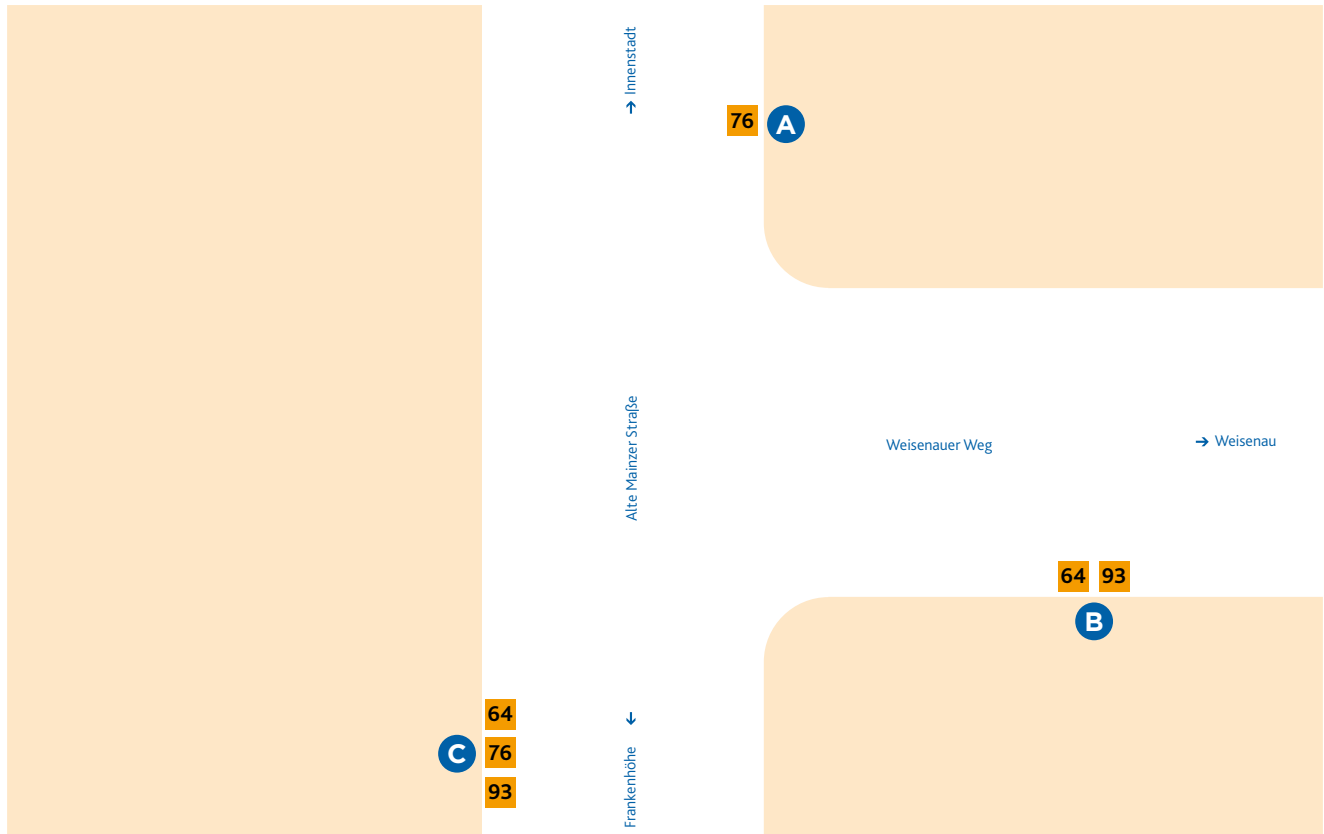 → Innenstadt
76 A
Alte Mainzer Straße
Weisenauer Weg
→ Weisenau
64 93
B
64
C 76
93
Frankenhöhe ←